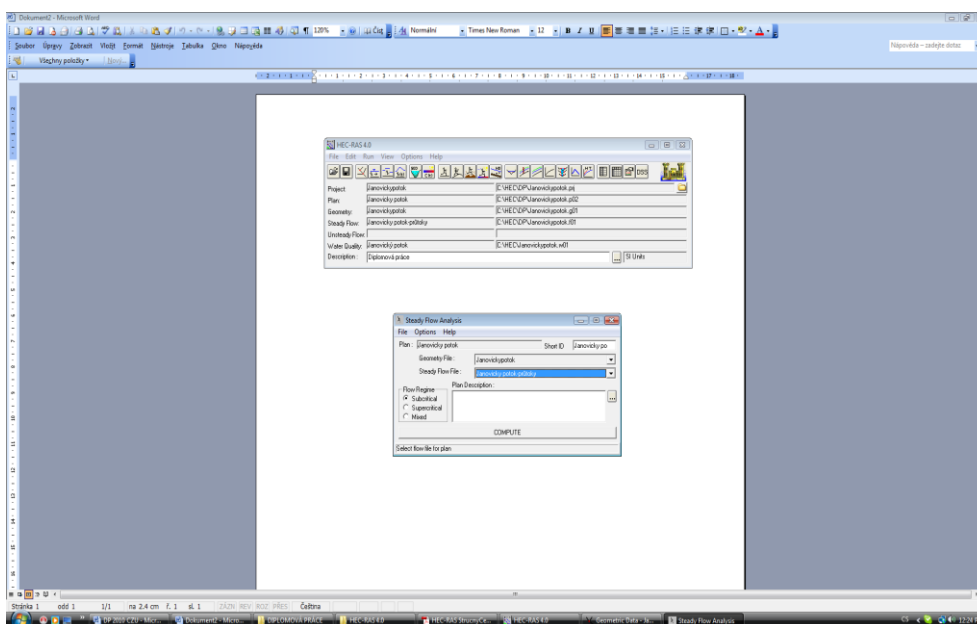 Dokument2 - Microsoft Word
120% Číst Normální Times New Roman 12 B I U
Soubor Úpravy Zobrazit Vložit Formát Nástroje Tabulka Okno Nápověda
Nápověda – zadejte dotaz
Všechny položky
HEC-RAS 4.0
File Edit Run View Options Help
Project: Janovickypotok C:\HEC\DP\Janovickypotok.prj
Plan: Janovicky potok C:\HEC\DP\Janovickypotok.p02
Geometry: Janovickypotok C:\HEC\DP\Janovickypotok.g01
Steady Flow: Janovicky potok-průtoky C:\HEC\DP\Janovickypotok.f01
Unsteady Flow:
Water Quality: Janovický potok C:\HEC\Janovickypotok.w01
Description : Diplomová práce ... SI Units
Steady Flow Analysis
File Options Help
Plan : Janovicky potok Short ID Janovicky po
Geometry File : Janovickypotok
Steady Flow File : Janovicky potok-průtoky
Flow Regime Plan Description :
Subcritical
Supercritical
Mixed
COMPUTE
Select flow file for plan
Stránka 1 odd 1 1/1 na 2,4 cm ř. 1 sl. 1 ZÁZN REV ROZ PŘES Čeština
DP 2010 CZU - Micr... Dokument2 - Micro... DIPLOMOVÁ PRÁCE HEC-RAS 4.0 HEC-RAS StrucnyCe... HEC-RAS 4.0 Geometric Data - Ja... Steady Flow Analysis CS